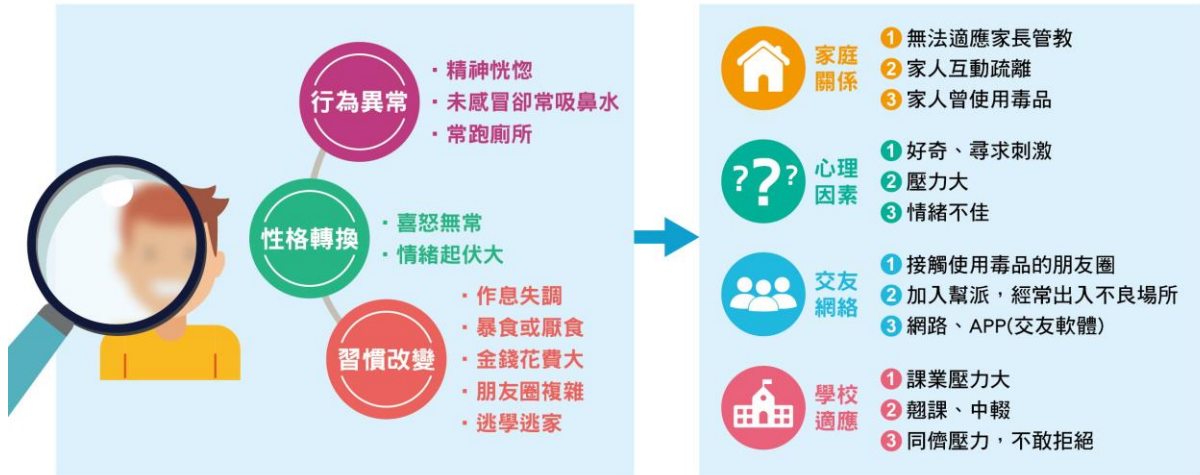 行為異常
・精神恍惚
・未感冒卻常吸鼻水
・常跑廁所
性格轉換
・喜怒無常
・情緒起伏大
習慣改變
・作息失調
・暴食或厭食
・金錢花費大
・朋友圈複雜
・逃學逃家
家庭
關係
1 無法適應家長管教
2 家人互動疏離
3 家人曾使用毒品
???
心理
因素
1 好奇、尋求刺激
2 壓力大
3 情緒不佳
交友
網絡
1 接觸使用毒品的朋友圈
2 加入幫派，經常出入不良場所
3 網路、APP(交友軟體)
學校
適應
1 課業壓力大
2 翹課、中輟
3 同儕壓力，不敢拒絕